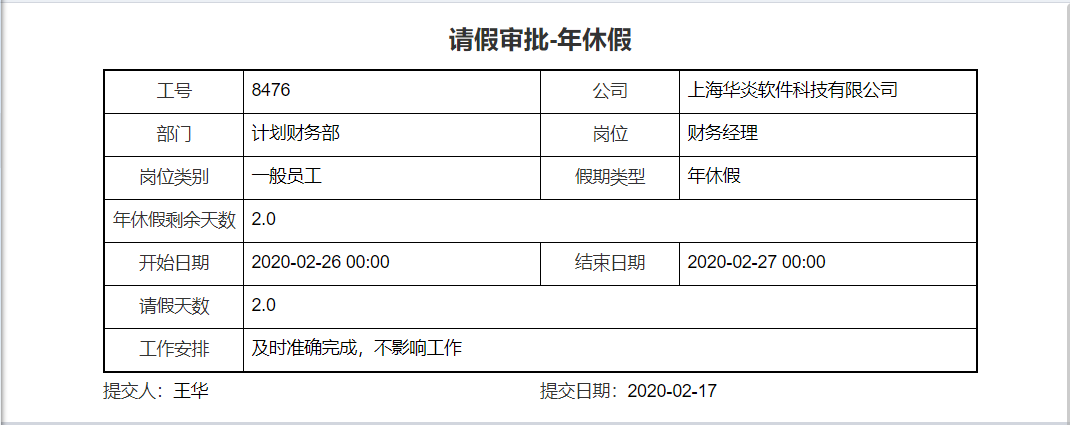 请假审批-年休假
工号 8476 公司 上海华炎软件科技有限公司
部门 计划财务部 岗位 财务经理
岗位类别 一般员工 假期类型 年休假
年休假剩余天数 2.0
开始日期 2020-02-26 00:00 结束日期 2020-02-27 00:00
请假天数 2.0
工作安排 及时准确完成，不影响工作
提交人：王华 提交日期：2020-02-17